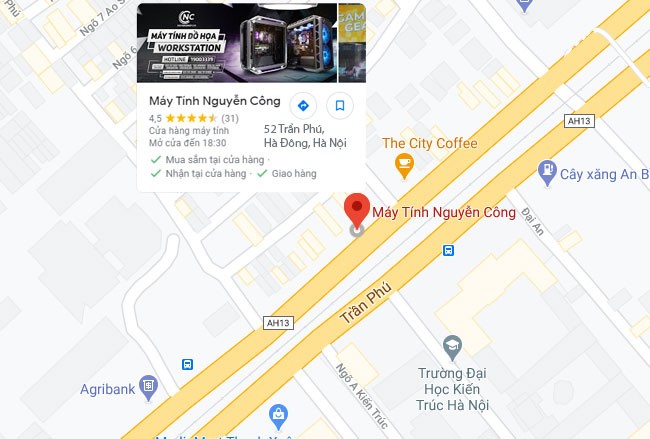 Ngõ 7 Ao S
Ngõ 6
NC
MÁY TÍNH ĐỒ HỌA
WORKSTATION
HOTLINE
GAM
GEA
Máy Tính Nguyễn Công
4,5 (31)
Cửa hàng máy tính
Mở cửa đến 18:30
52 Trần Phú,
Hà Đông, Hà Nội
Mua sắm tại cửa hàng ·
Nhận tại cửa hàng · Giao hàng
The City Coffee
AH13
Cây xăng An B
Máy Tính Nguyễn Công
Đại An
Trần Phú
AH13
Trường Đại
Học Kiến
Trúc Hà Nội
Ngõ A Kiến Trúc
Agribank